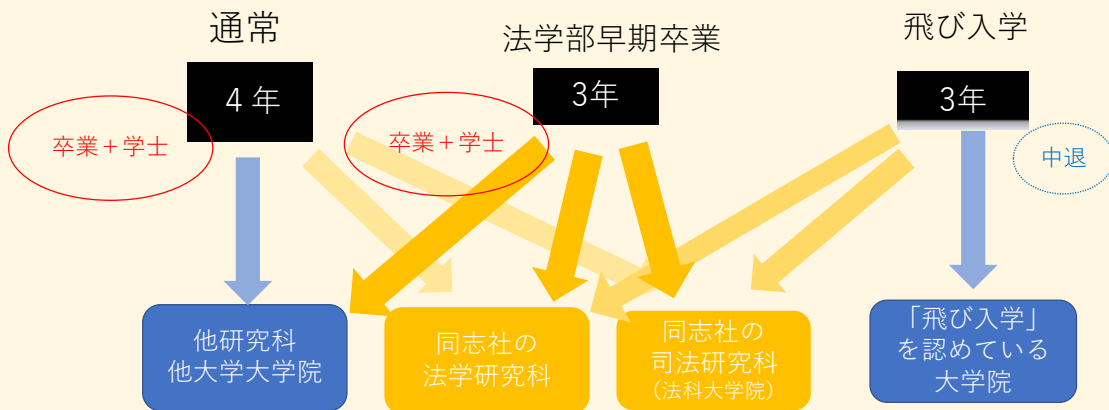 通常
法学部早期卒業
飛び入学
4年
3年
3年
卒業+学士
卒業+学士
中退
他研究科
他大学大学院
同志社の
法学研究科
同志社の
司法研究科
(法科大学院)
「飛び入学」
を認めている
大学院